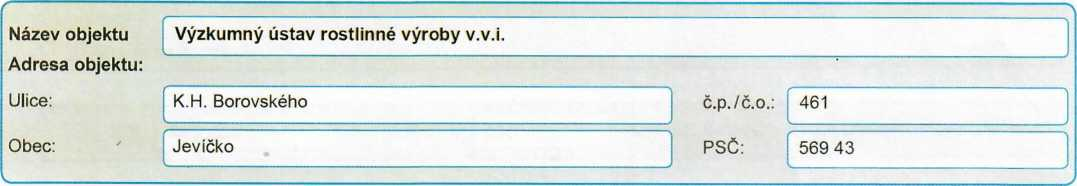 Název objektu Výzkumný ústav rostlinné výroby v.v.i.
Adresa objektu:
Ulice: K.H. Borovského č.p./č.o.: 461
Obec: Jevíčko PSČ: 569 43